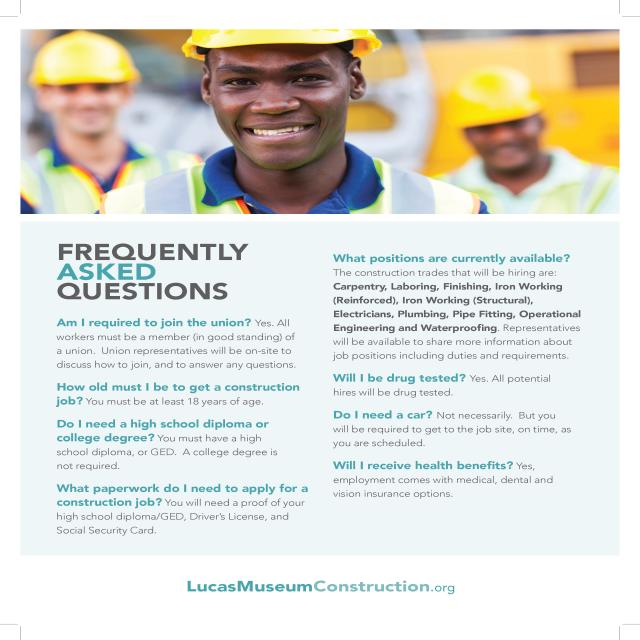 FREQUENTLY
ASKED
QUESTIONS
Am I required to join the union? Yes. All
workers must be a member (in good standing) of
a union.  Union representatives will be on-site to
discuss how to join, and to answer any questions.
How old must I be to get a construction
job? You must be at least 18 years of age.
Do I need a high school diploma or
college degree? You must have a high
school diploma, or GED.  A college degree is
not required.
What paperwork do I need to apply for a
construction job? You will need a proof of your
high school diploma/GED, Driver's License, and
Social Security Card.
What positions are currently available?
The construction trades that will be hiring are:
Carpentry, Laboring, Finishing, Iron Working
(Reinforced), Iron Working (Structural),
Electricians, Plumbing, Pipe Fitting, Operational
Engineering and Waterproofing. Representatives
will be available to share more information about
job positions including duties and requirements.
Will I be drug tested? Yes. All potential
hires will be drug tested.
Do I need a car? Not necessarily.  But you
will be required to get to the job site, on time, as
you are scheduled.
Will I receive health benefits? Yes,
employment comes with medical, dental and
vision insurance options.
LucasMuseumConstruction.org